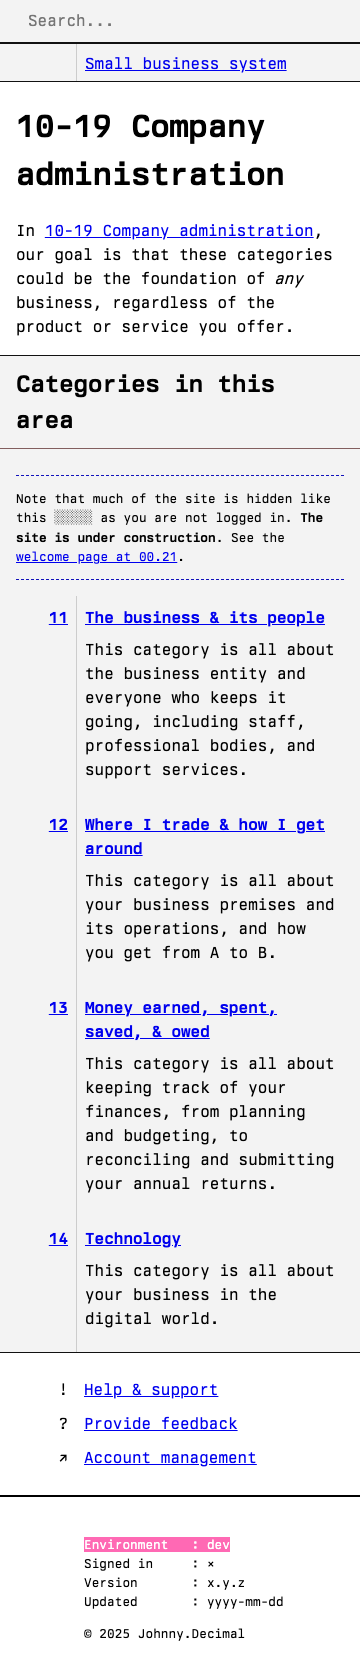 Search...
Small business system
10-19 Company
administration
In 10-19 Company administration,
our goal is that these categories
could be the foundation of any
business, regardless of the
product or service you offer.
Categories in this
area
Note that much of the site is hidden like
this ░░░░░ as you are not logged in. The
site is under construction. See the
welcome page at 00.21.
11 The business & its people
This category is all about
the business entity and
everyone who keeps it
going, including staff,
professional bodies, and
support services.
12 Where I trade & how I get
around
This category is all about
your business premises and
its operations, and how
you get from A to B.
13 Money earned, spent,
saved, & owed
This category is all about
keeping track of your
finances, from planning
and budgeting, to
reconciling and submitting
your annual returns.
14 Technology
This category is all about
your business in the
digital world.
! Help & support
? Provide feedback
↗ Account management
Environment : dev
Signed in : ×
Version : x.y.z
Updated : yyyy-mm-dd
© 2025 Johnny.Decimal